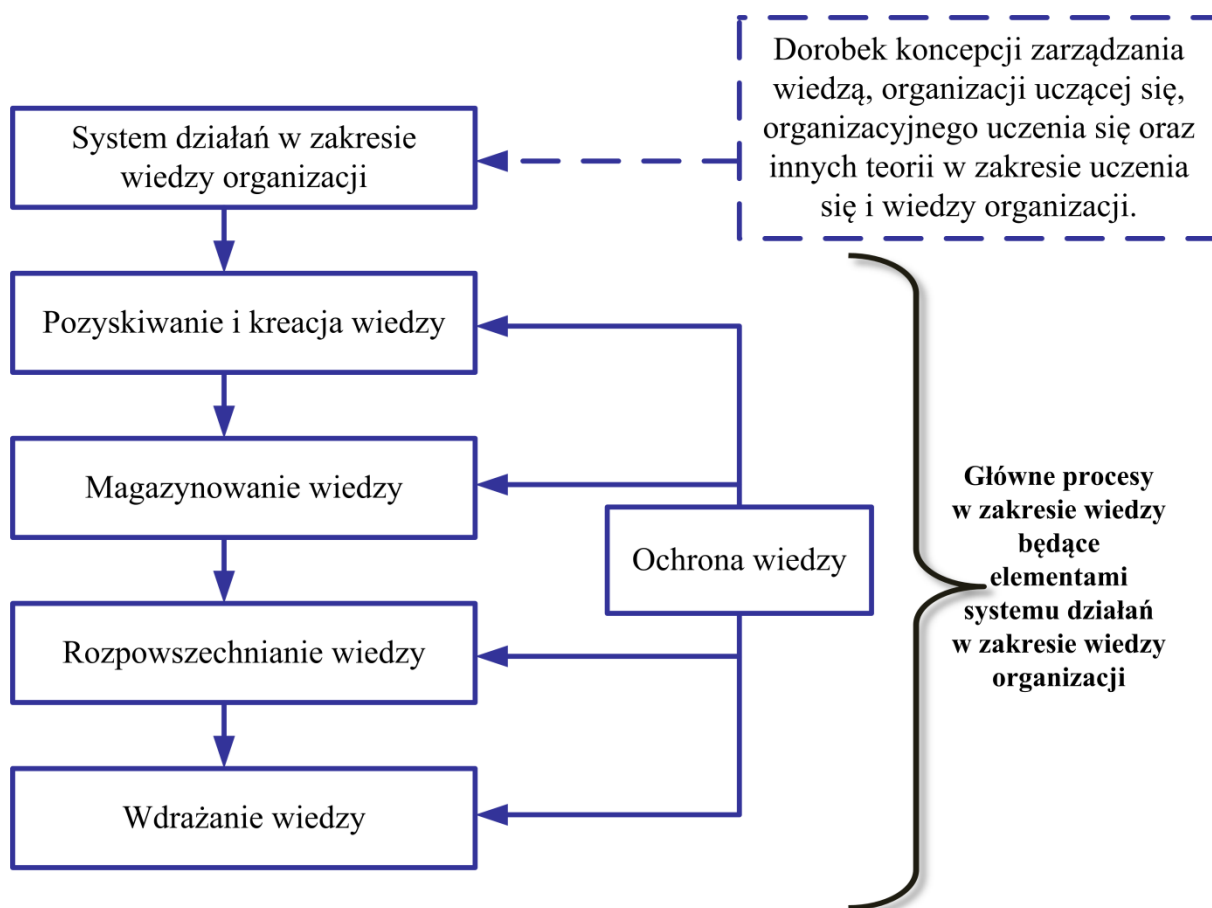 Dorobek koncepcji zarządzania
wiedzą, organizacji uczącej się,
organizacyjnego uczenia się oraz
innych teorii w zakresie uczenia
się i wiedzy organizacji.
System działań w zakresie
wiedzy organizacji
Pozyskiwanie i kreacja wiedzy
Magazynowanie wiedzy
Ochrona wiedzy
Rozpowszechnianie wiedzy
Wdrażanie wiedzy
Główne procesy
w zakresie wiedzy
będące
elementami
systemu działań
w zakresie wiedzy
organizacji